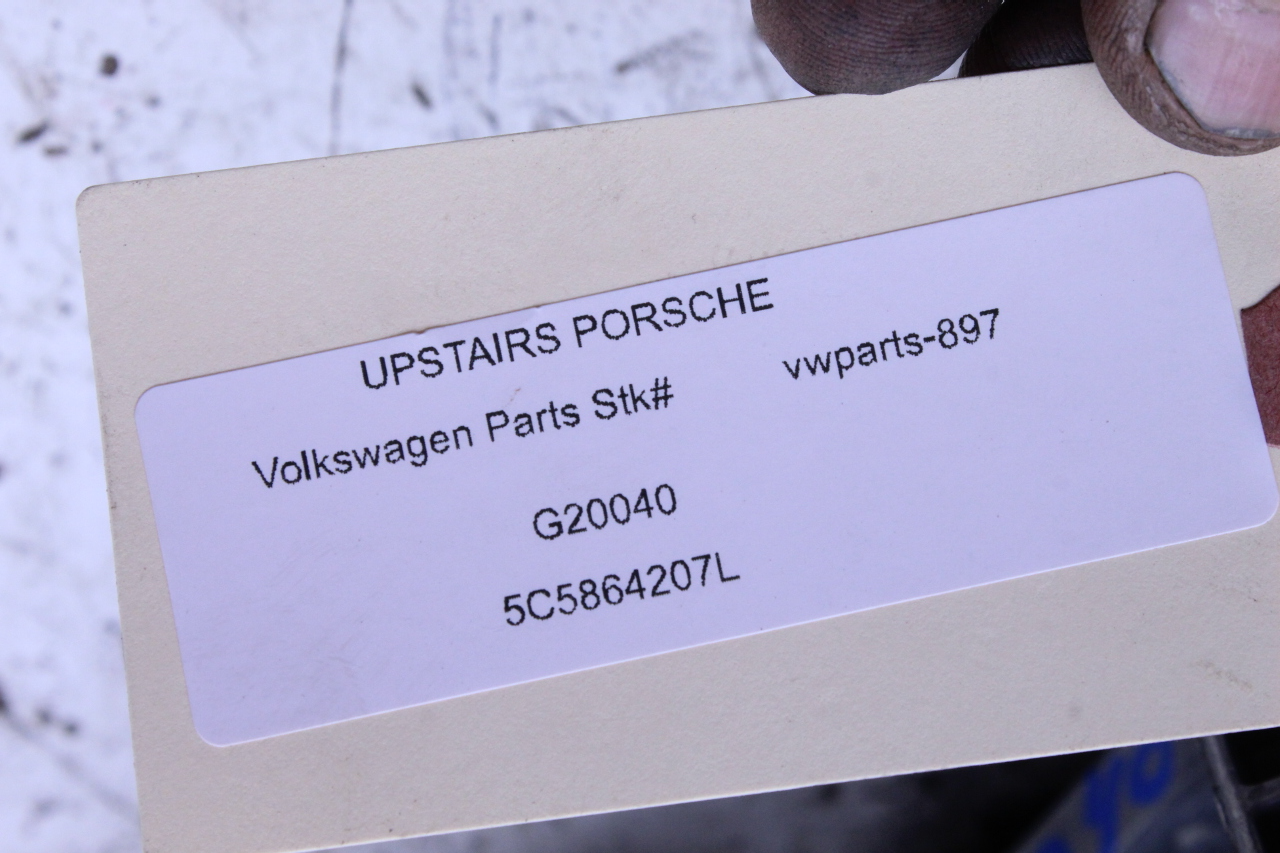 UPSTAIRS PORSCHE
Volkswagen Parts Stk# vwparts-897
G20040
5C5864207L